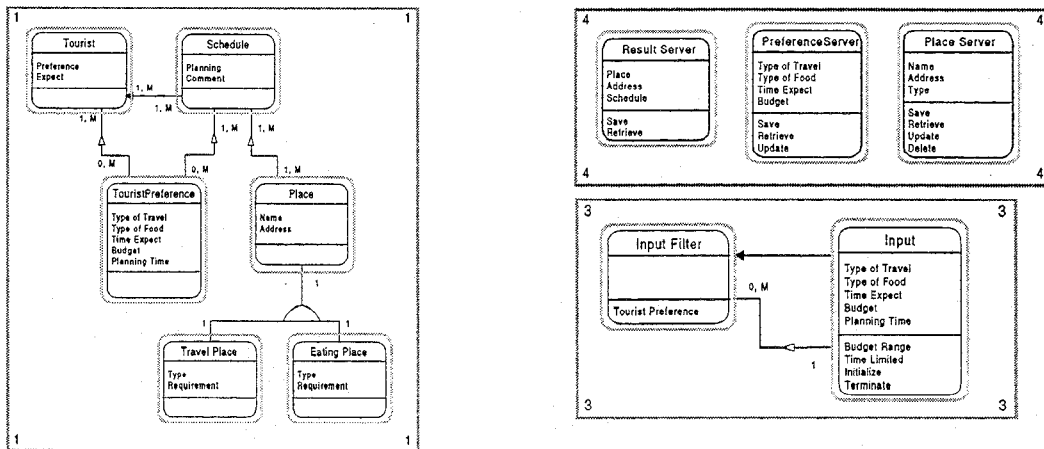 1 1
Tourist
Preference
Expect
Schedule
Planning
Comment
1, M
1, M
1, M
1, M
1, M
0, M
0, M
1, M
TouristPreference
Type of Travel
Type of Food
Time Expect
Budget
Planning Time
Place
Name
Address
1
1
1
Travel Place
Type
Requirement
Eating Place
Type
Requirement
1 1
4 4
Result Server
Place
Address
Schedule
Save
Retrieve
PreferenceServer
Type of Travel
Type of Food
Time Expect
Budget
Save
Retrieve
Update
Place Server
Name
Address
Type
Save
Retrieve
Update
Delete
4 4
3 3
Input Filter
Tourist Preference
0, M
1
Input
Type of Travel
Type of Food
Time Expect
Budget
Planning Time
Budget Range
Time Limited
Initialize
Terminate
3 3